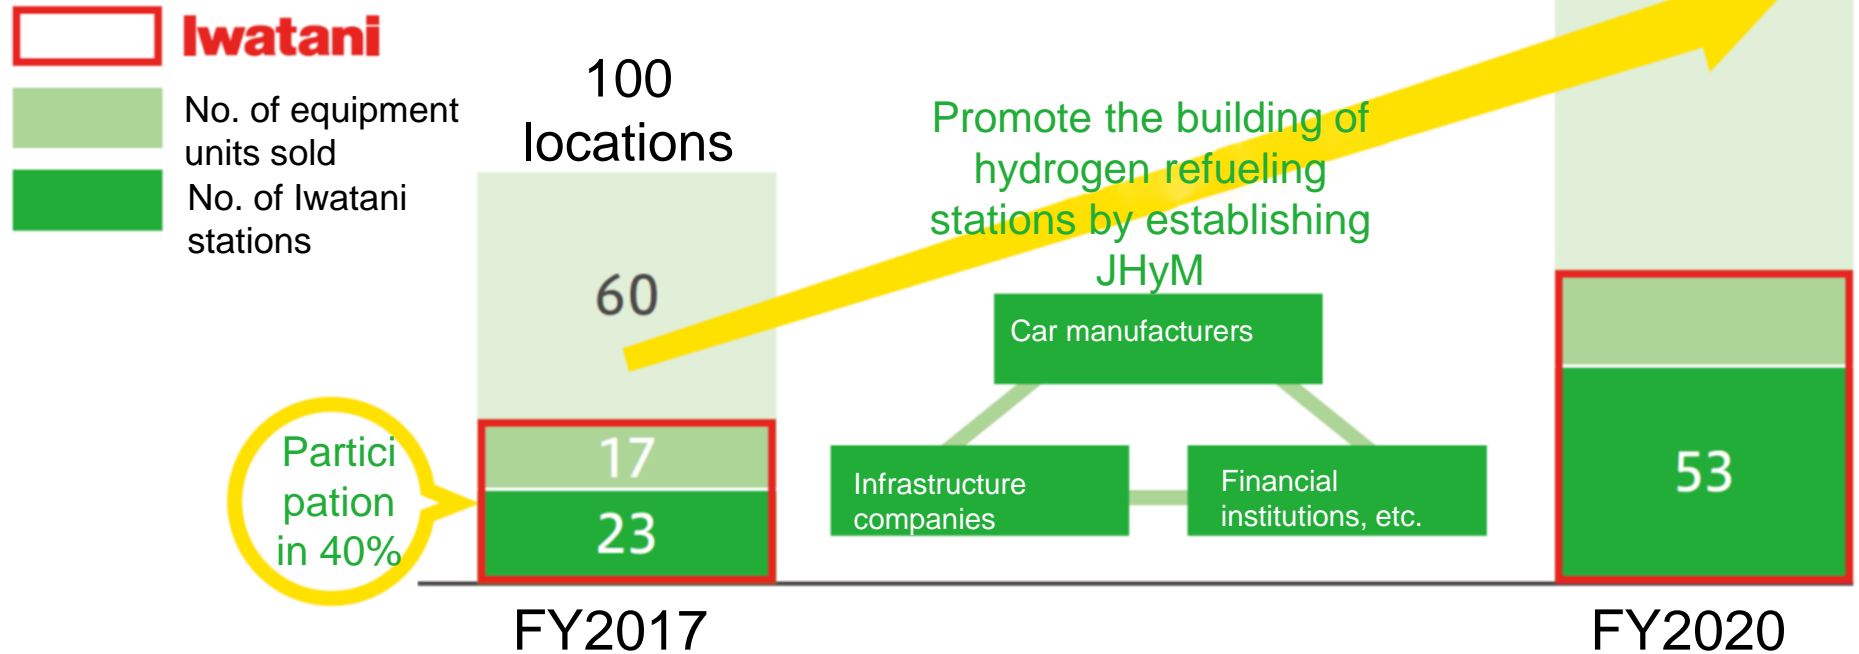 Iwatani
No. of equipment
units sold
No. of Iwatani
stations
100
locations
60
17
23
Partici
pation
in 40%
FY2017
Promote the building of
hydrogen refueling
stations by establishing
JHyM
Car manufacturers
Infrastructure
companies
Financial
institutions, etc.
53
FY2020